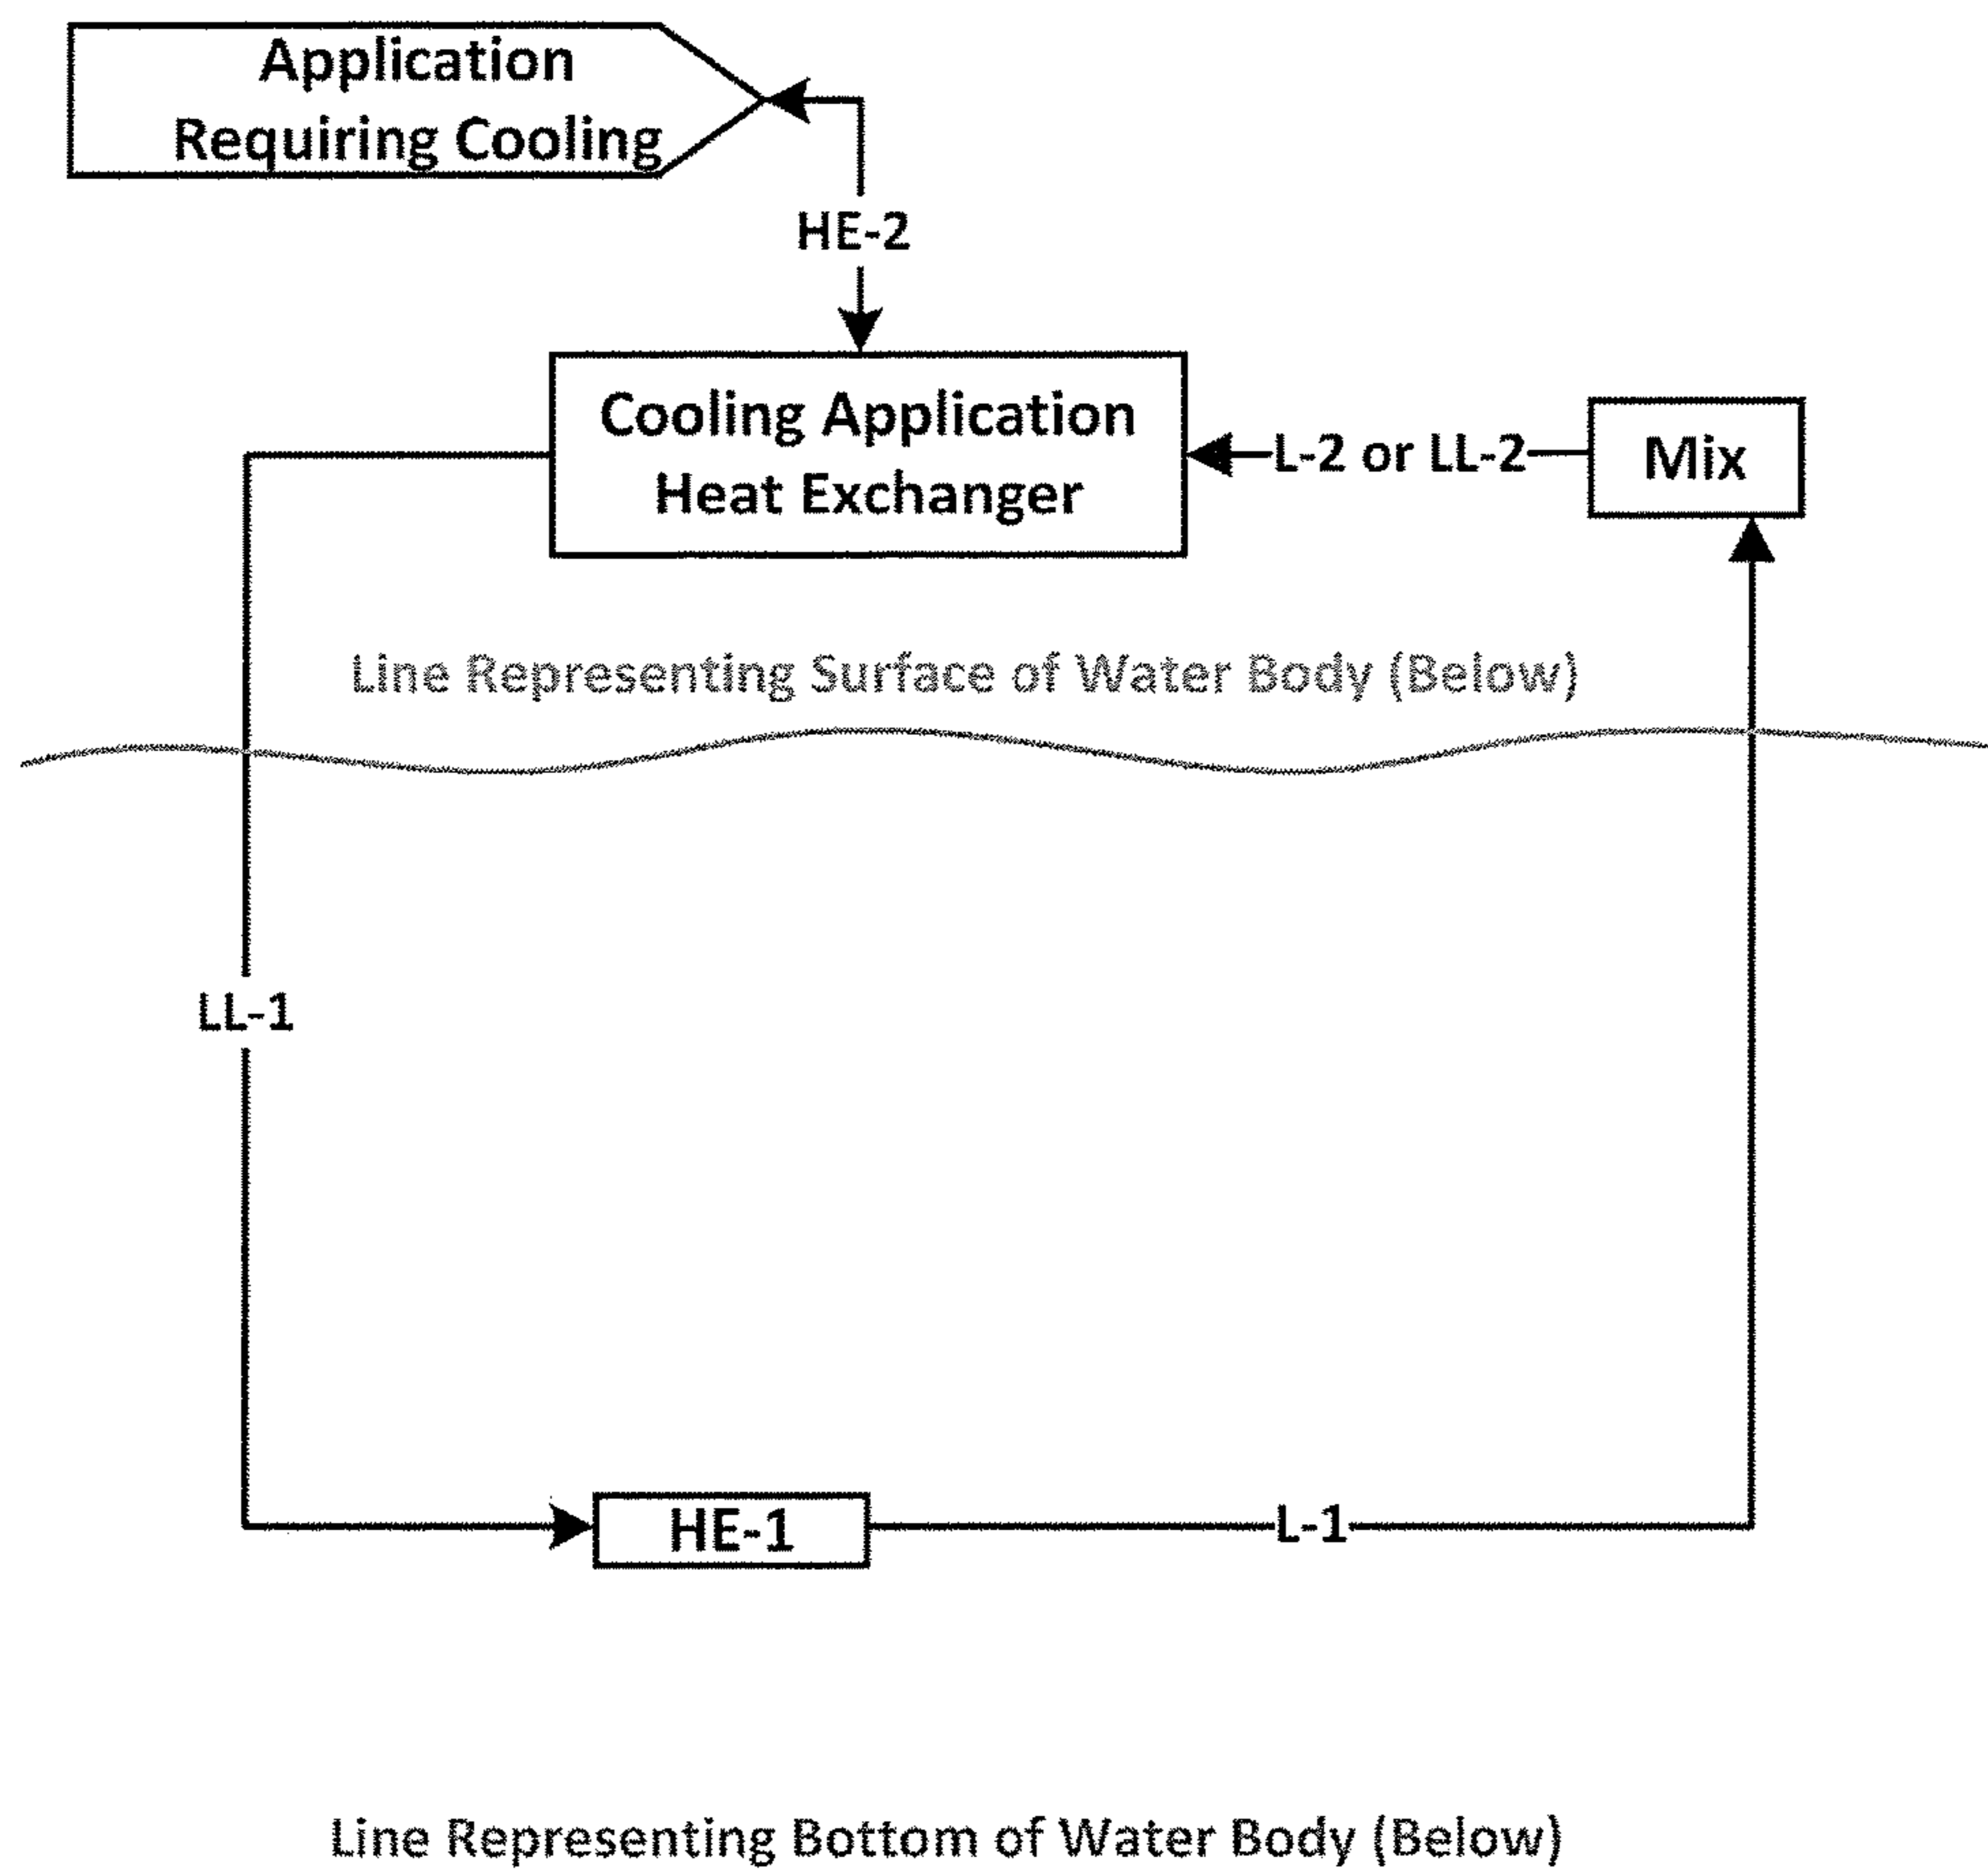 Application
Requiring Cooling
HE-2
Cooling Application
Heat Exchanger
L-2 or LL-2
Mix
Line Representing Surface of Water Body (Below)
LL-1
HE-1
L-1
Line Representing Bottom of Water Body (Below)